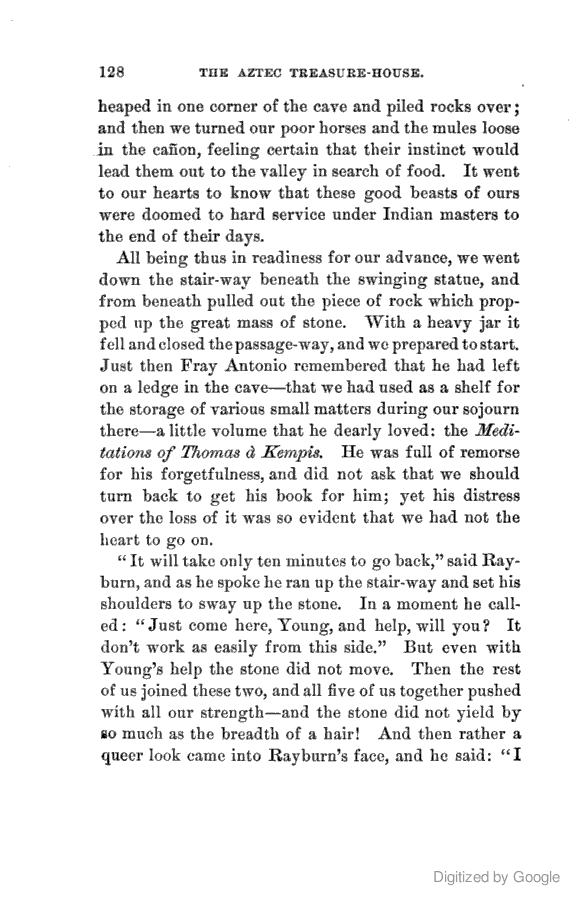 128 THE AZTEC TREASURE-HOUSE.
heaped in one corner of the cave and piled rocks over;
and then we turned our poor horses and the mules loose
in the cañon, feeling certain that their instinct would
lead them out to the valley in search of food. It went
to our hearts to know that these good beasts of ours
were doomed to hard service under Indian masters to
the end of their days.
All being thus in readiness for our advance, we went
down the stair-way beneath the swinging statue, and
from beneath pulled out the piece of rock which prop-
ped up the great mass of stone. With a heavy jar it
fell and closed the passage-way, and we prepared to start.
Just then Fray Antonio remembered that he had left
on a ledge in the cave—that we had used as a shelf for
the storage of various small matters during our sojourn
there—a little volume that he dearly loved: the Medi-
tations of Thomas à Kempis. He was full of remorse
for his forgetfulness, and did not ask that we should
turn back to get his book for him; yet his distress
over the loss of it was so evident that we had not the
heart to go on.
"It will take only ten minutes to go back," said Ray-
burn, and as he spoke he ran up the stair-way and set his
shoulders to sway up the stone. In a moment he call-
ed: "Just come here, Young, and help, will you? It
don't work as easily from this side." But even with
Young's help the stone did not move. Then the rest
of us joined these two, and all five of us together pushed
with all our strength—and the stone did not yield by
so much as the breadth of a hair! And then rather a
queer look came into Rayburn's face, and he said: "I
Digitized by Google